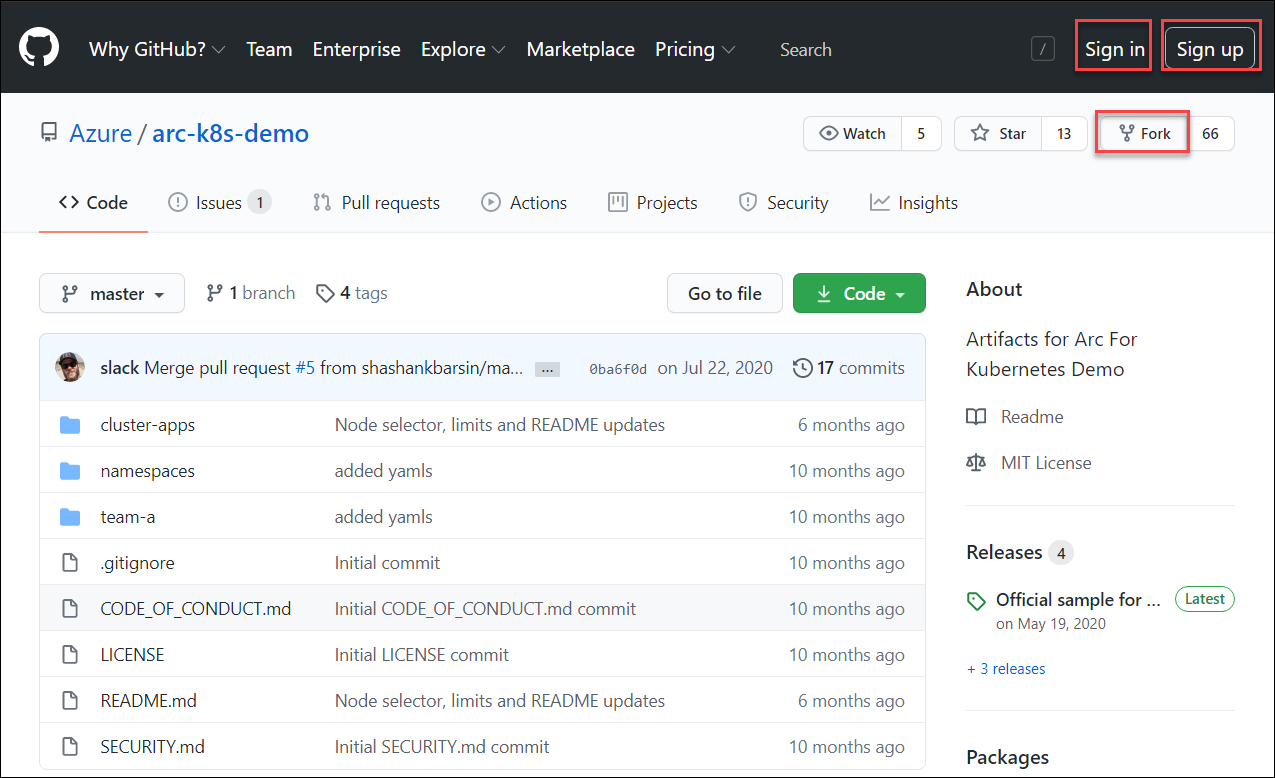 Why GitHub? Team Enterprise Explore Marketplace Pricing Search / Sign in Sign up
Azure / arc-k8s-demo Watch 5 Star 13 Fork 66
Code Issues 1 Pull requests Actions Projects Security Insights
master 1 branch 4 tags Go to file Code
slack Merge pull request #5 from shashankbarsin/ma... ... 0ba6f0d on Jul 22, 2020 17 commits
cluster-apps Node selector, limits and README updates 6 months ago
namespaces added yamls 10 months ago
team-a added yamls 10 months ago
.gitignore Initial commit 10 months ago
CODE_OF_CONDUCT.md Initial CODE_OF_CONDUCT.md commit 10 months ago
LICENSE Initial LICENSE commit 10 months ago
README.md Node selector, limits and README updates 6 months ago
SECURITY.md Initial SECURITY.md commit 10 months ago
About
Artifacts for Arc For
Kubernetes Demo
Readme
MIT License
Releases 4
Official sample for ... Latest
on May 19, 2020
+ 3 releases
Packages